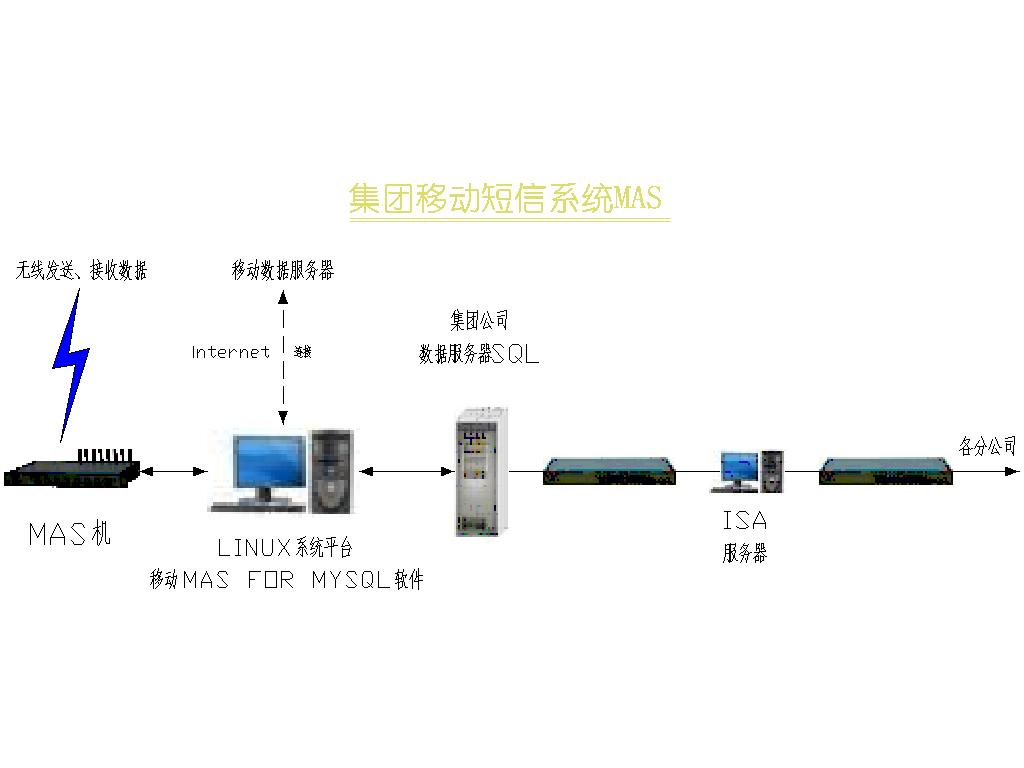 集团移动短信系统MAS
无线发送、接收数据
移动数据服务器
集团公司
数据服务器SQL
Internet 连接
各分公司
MAS机
LINUX系统平台
移动MAS FOR MYSQL软件
ISA
服务器